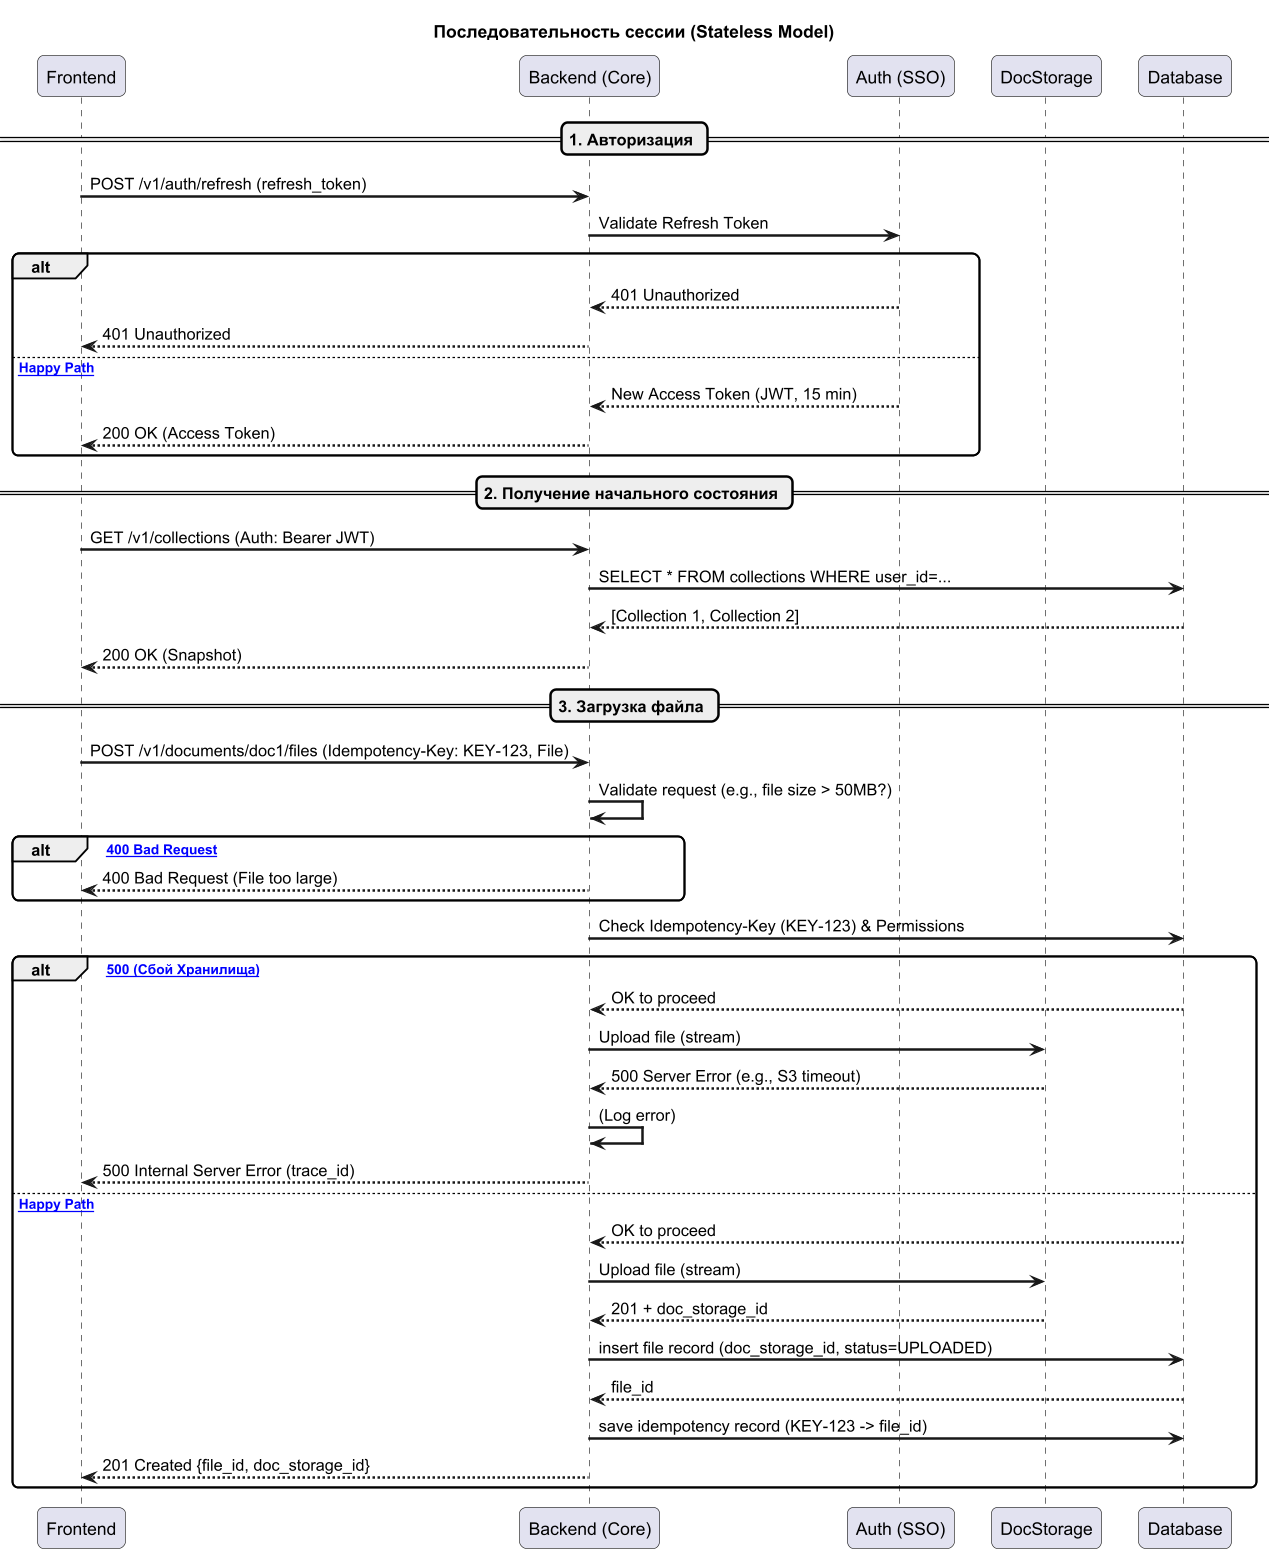 Последовательность сессии (Stateless Model)
Frontend
Backend (Core)
Auth (SSO)
DocStorage
Database
1. Авторизация
POST /v1/auth/refresh (refresh_token)
Validate Refresh Token
alt
401 Unauthorized
401 Unauthorized
Happy Path
New Access Token (JWT, 15 min)
200 OK (Access Token)
2. Получение начального состояния
GET /v1/collections (Auth: Bearer JWT)
SELECT * FROM collections WHERE user_id=...
[Collection 1, Collection 2]
200 OK (Snapshot)
3. Загрузка файла
POST /v1/documents/doc1/files (Idempotency-Key: KEY-123, File)
Validate request (e.g., file size > 50MB?)
alt
400 Bad Request
400 Bad Request (File too large)
Check Idempotency-Key (KEY-123) & Permissions
alt
500 (Сбой Хранилища)
OK to proceed
Upload file (stream)
500 Server Error (e.g., S3 timeout)
(Log error)
500 Internal Server Error (trace_id)
Happy Path
OK to proceed
Upload file (stream)
201 + doc_storage_id
insert file record (doc_storage_id, status=UPLOADED)
file_id
save idempotency record (KEY-123 -> file_id)
201 Created {file_id, doc_storage_id}
Frontend
Backend (Core)
Auth (SSO)
DocStorage
Database